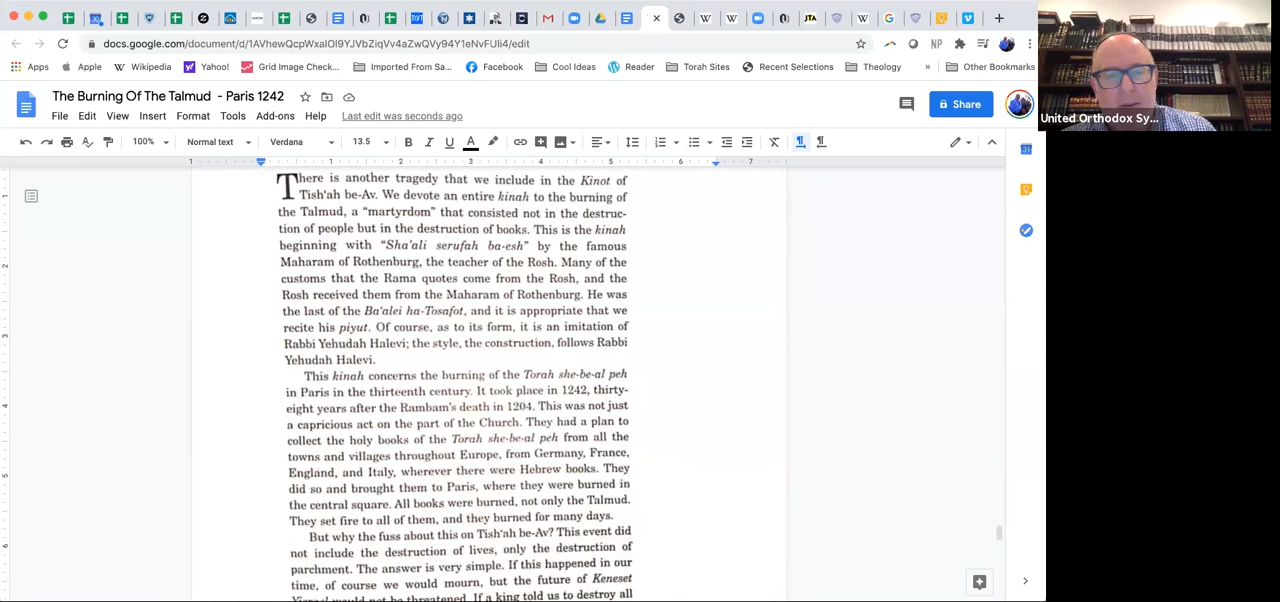 docs.google.com/document/d/1AVhewQcpWxaIOl9YJVbZiqVv4aZwQVy94Y1eNvFUIi4/edit
Apps Apple Wikipedia Yahoo! Grid Image Check... Imported From Sa... Facebook Cool Ideas Reader Torah Sites Recent Selections Theology » Other Bookmarks
The Burning Of The Talmud - Paris 1242
File Edit View Insert Format Tools Add-ons Help Last edit was seconds ago
Share
100% Normal text Verdana 13.5
United Orthodox Sy...
There is another tragedy that we include in the Kinot of
Tish'ah be-Av. We devote an entire kinah to the burning of
the Talmud, a “martyrdom” that consisted not in the destruc-
tion of people but in the destruction of books. This is the kinah
beginning with “Sha'ali serufah ba-esh” by the famous
Maharam of Rothenburg, the teacher of the Rosh. Many of the
customs that the Rama quotes come from the Rosh, and the
Rosh received them from the Maharam of Rothenburg. He was
the last of the Ba'alei ha-Tosafot, and it is appropriate that we
recite his piyut. Of course, as to its form, it is an imitation of
Rabbi Yehudah Halevi; the style, the construction, follows Rabbi
Yehudah Halevi.
This kinah concerns the burning of the Torah she-be-al peh
in Paris in the thirteenth century. It took place in 1242, thirty-
eight years after the Rambam's death in 1204. This was not just
a capricious act on the part of the Church. They had a plan to
collect the holy books of the Torah she-be-al peh from all the
towns and villages throughout Europe, from Germany, France,
England, and Italy, wherever there were Hebrew books. They
did so and brought them to Paris, where they were burned in
the central square. All books were burned, not only the Talmud.
They set fire to all of them, and they burned for many days.
But why the fuss about this on Tish'ah be-Av? This event did
not include the destruction of lives, only the destruction of
parchment. The answer is very simple. If this happened in our
time, of course we would mourn, but the future of Keneset
would not be threatened. If a king told us to destroy all